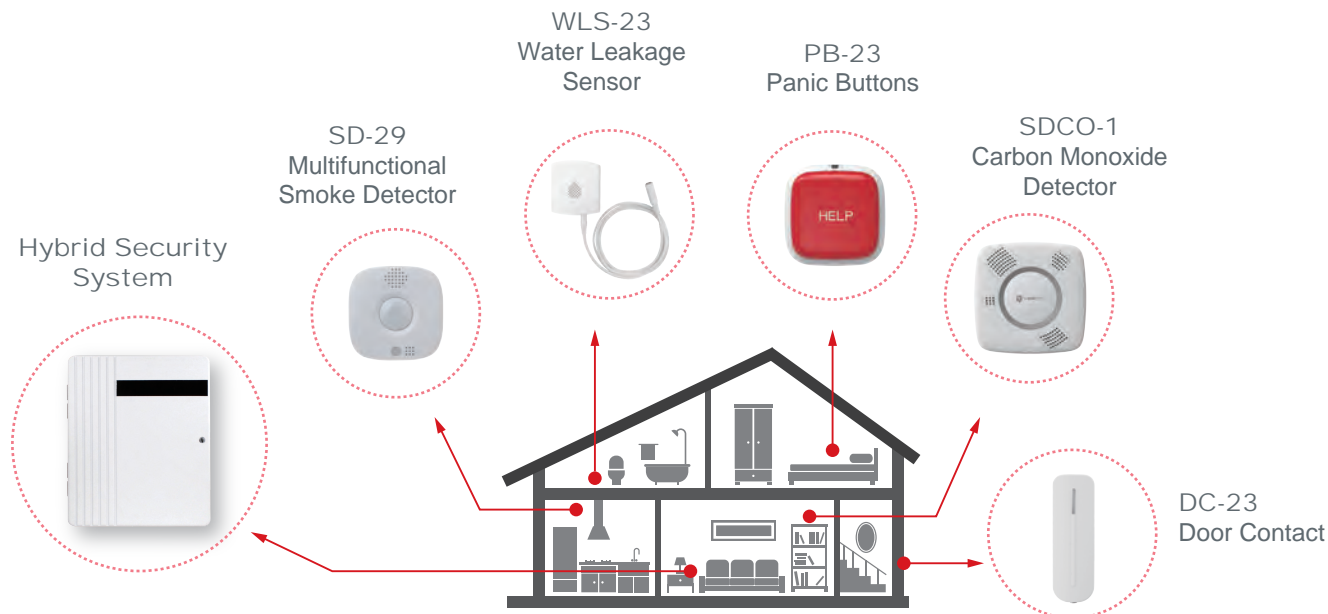 WLS-23
Water Leakage
Sensor
PB-23
Panic Buttons
SD-29
Multifunctional
Smoke Detector
SDCO-1
Carbon Monoxide
Detector
HELP
Hybrid Security
System
DC-23
Door Contact